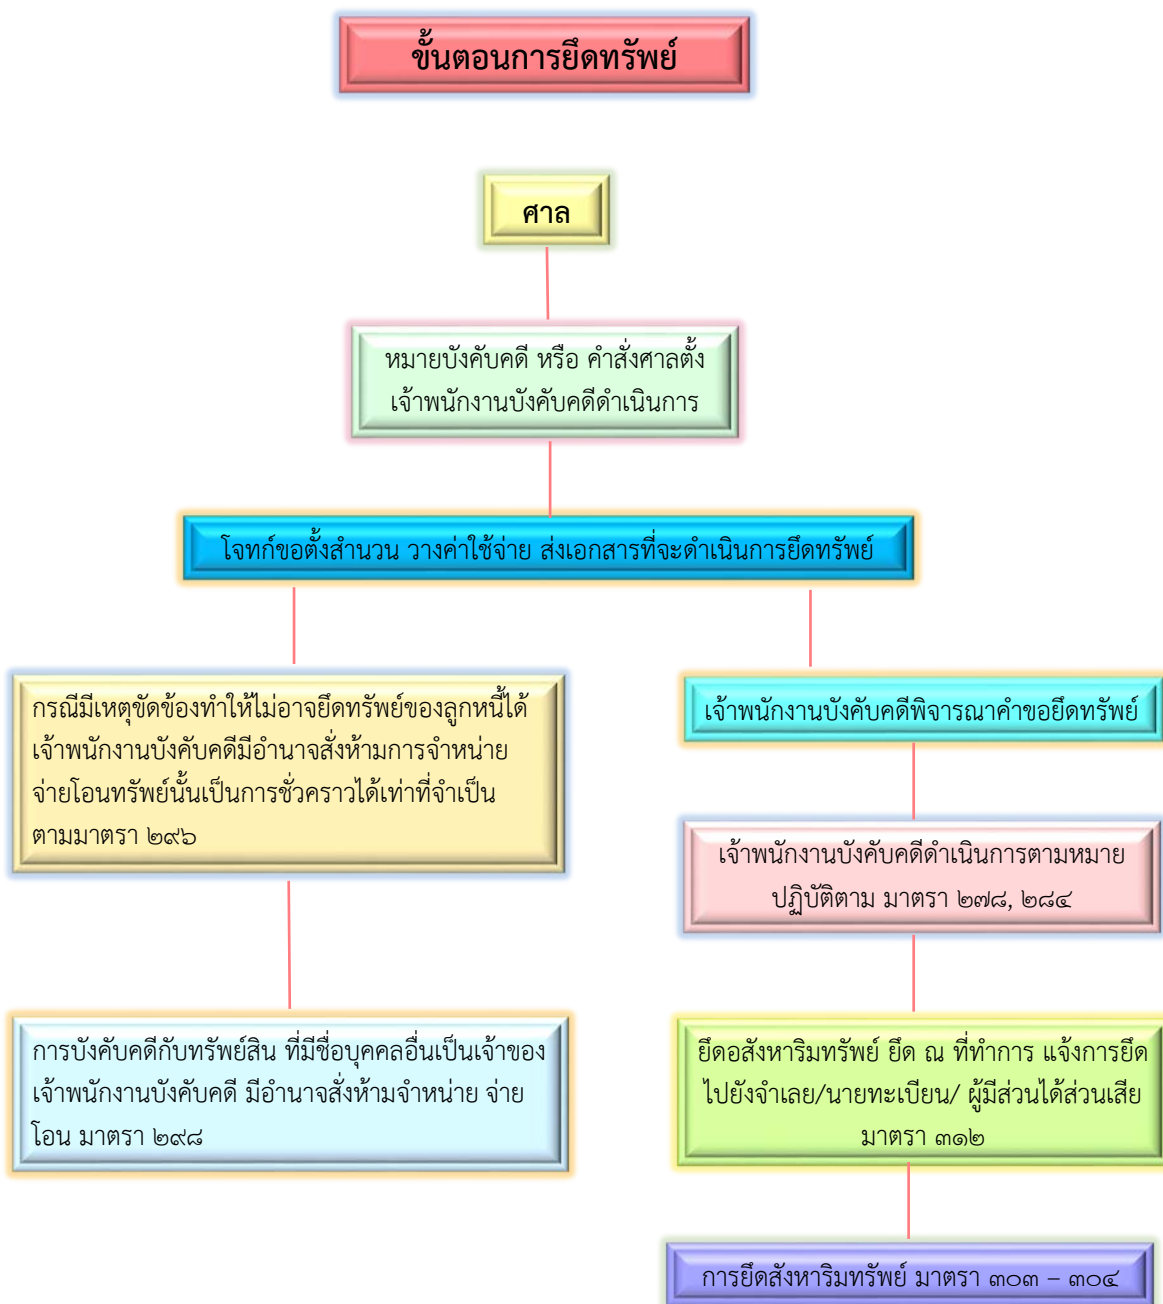 ขั้นตอนการยึดทรัพย์
ศาล
หมายบังคับคดี หรือ คำสั่งศาลตั้ง
เจ้าพนักงานบังคับคดีดำเนินการ
โจทก์ขอตั้งสำนวน วางค่าใช้จ่าย ส่งเอกสารที่จะดำเนินการยึดทรัพย์
กรณีมีเหตุขัดข้องทำให้ไม่อาจยึดทรัพย์ของลูกหนี้ได้
เจ้าพนักงานบังคับคดีมีอำนาจสั่งห้ามการจำหน่าย
จ่ายโอนทรัพย์นั้นเป็นการชั่วคราวได้เท่าที่จำเป็น
ตามมาตรา ๒๙๖
การบังคับคดีกับทรัพย์สิน ที่มีชื่อบุคคลอื่นเป็นเจ้าของ
เจ้าพนักงานบังคับคดี มีอำนาจสั่งห้ามจำหน่าย จ่าย
โอน มาตรา ๒๙๘
เจ้าพนักงานบังคับคดีพิจารณาคำขอยึดทรัพย์
เจ้าพนักงานบังคับคดีดำเนินการตามหมาย
ปฏิบัติตาม มาตรา ๒๗๘, ๒๘๔
ยึดอสังหาริมทรัพย์ ยึด ณ ที่ทำการ แจ้งการยึด
ไปยังจำเลย/นายทะเบียน/ ผู้มีส่วนได้ส่วนเสีย
มาตรา ๓๑๒
การยึดสังหาริมทรัพย์ มาตรา ๓๐๓ – ๓๐๔